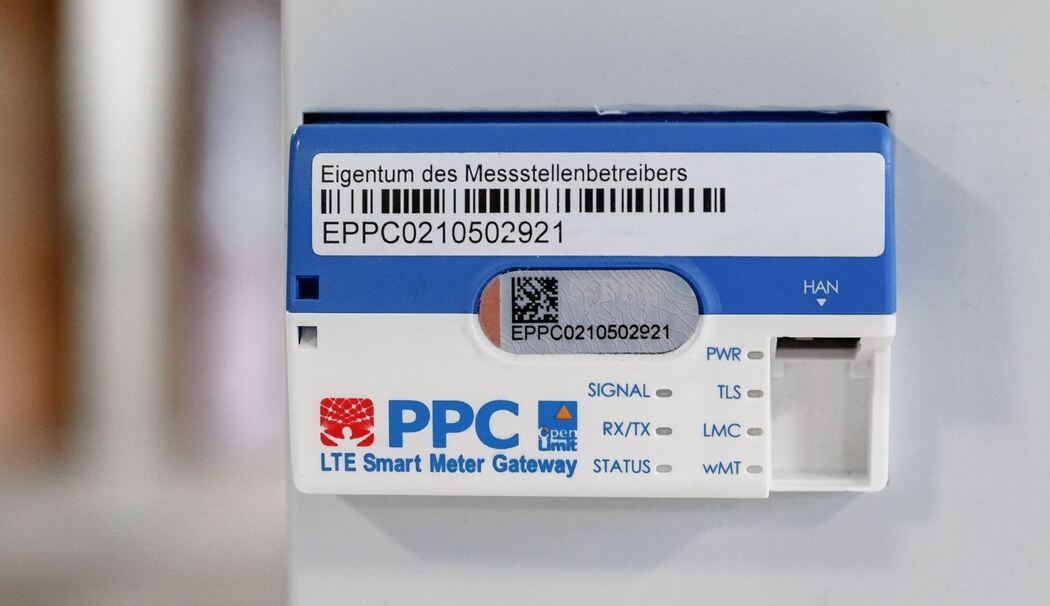 Eigentum des Messstellenbetreibers
EPPC0210502921
HAN
EPPC0210502921
PWR
SIGNAL
TLS
RX/TX
LMC
STATUS
wMT
PPC
Open
Limit
LTE Smart Meter Gateway